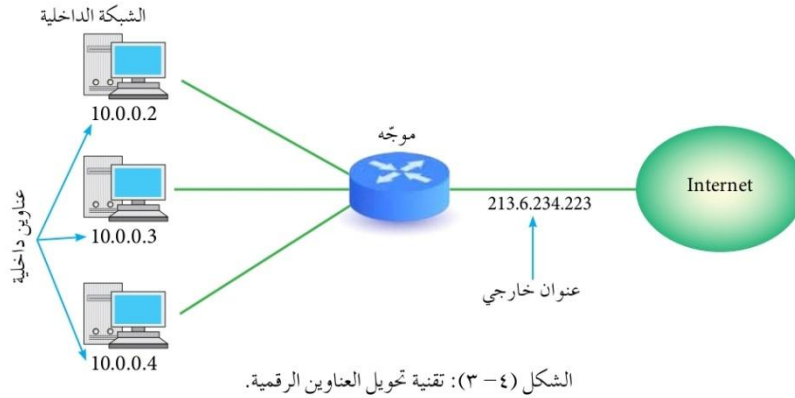 الشبكة الداخلية
10.0.0.2
عناوين داخلية
10.0.0.3
10.0.0.4
موجّه
213.6.234.223
عنوان خارجي
Internet
الشكل (٤-٣): تقنية تحويل العناوين الرقمية.